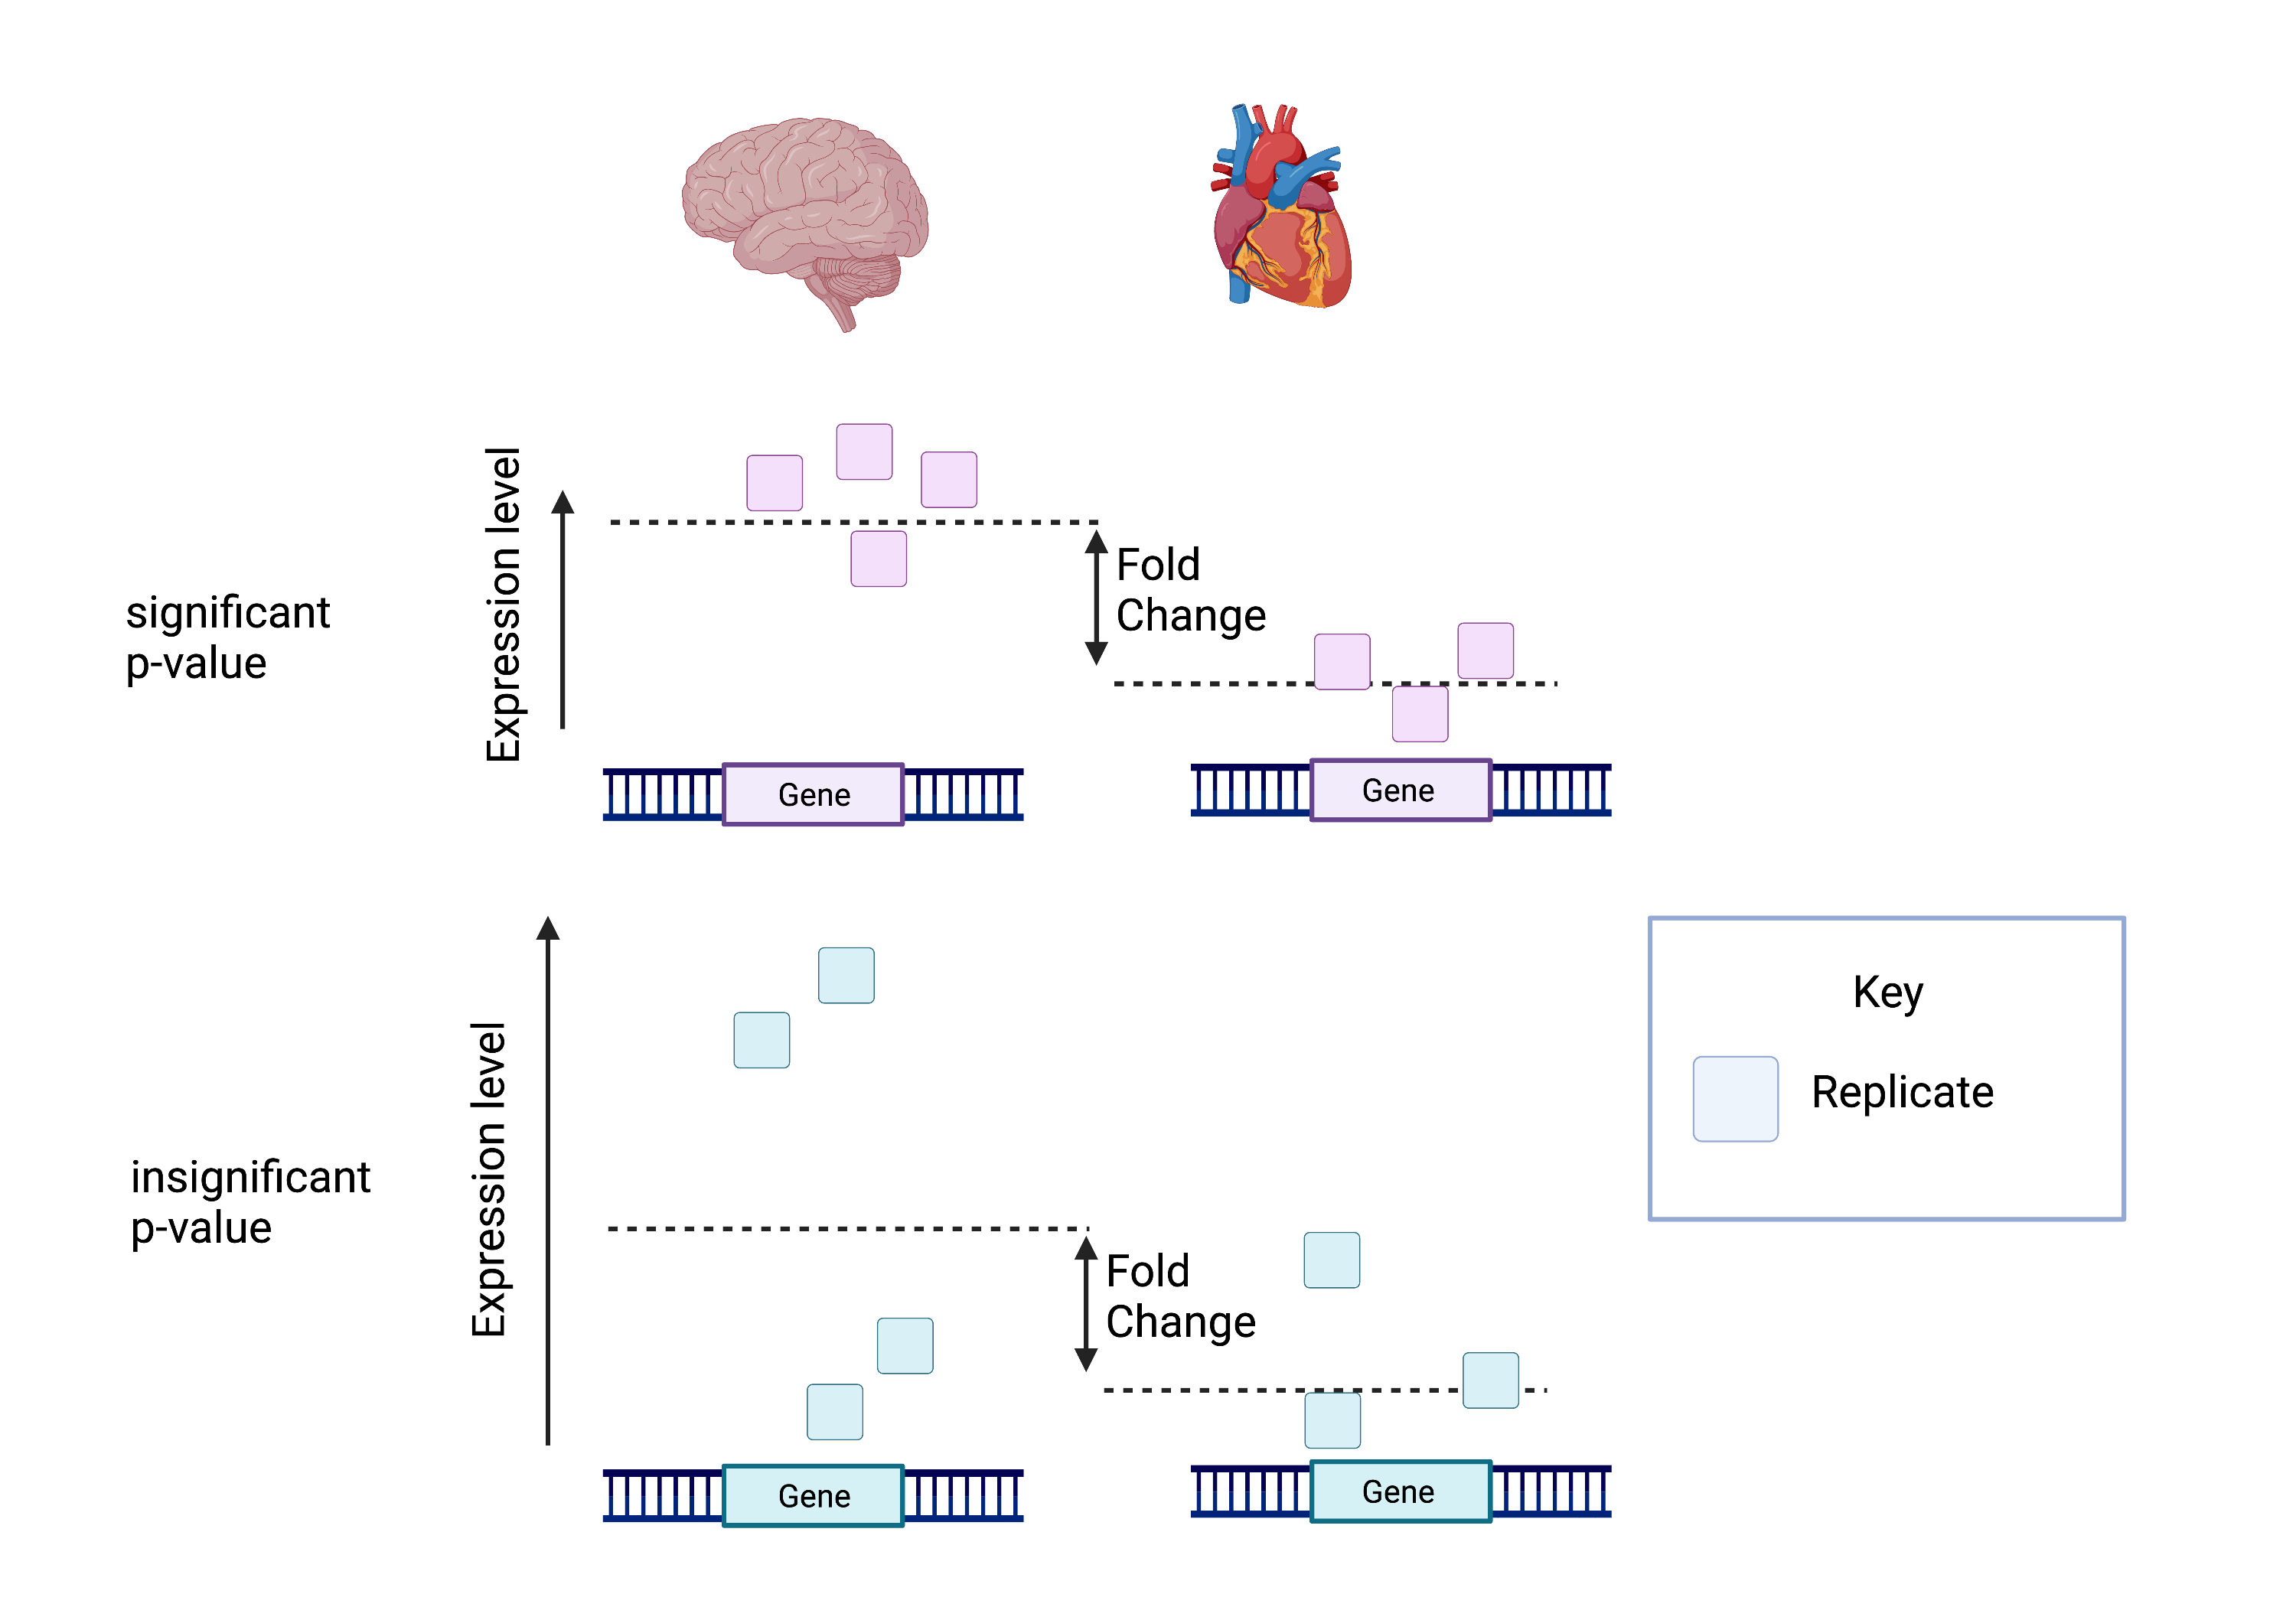 Expression level
significant
p-value
Fold
Change
Gene
Gene
Expression level
insignificant
p-value
Fold
Change
Gene
Gene
Key
Replicate